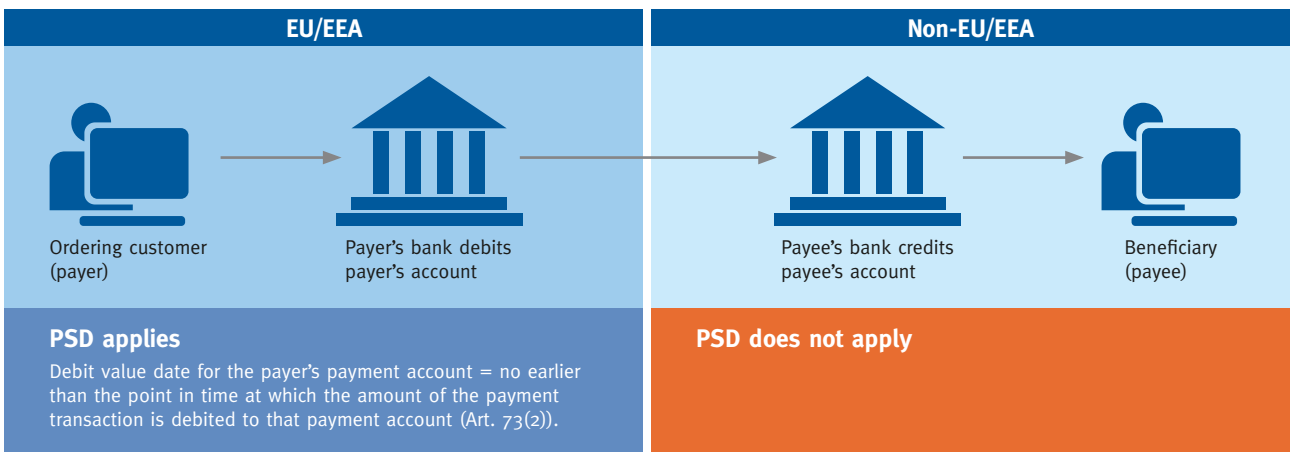 EU/EEA
Non-EU/EEA
Ordering customer
(payer)
Payer’s bank debits
payer’s account
Payee’s bank credits
payee’s account
Beneficiary
(payee)
PSD applies
Debit value date for the payer’s payment account = no earlier
than the point in time at which the amount of the payment
transaction is debited to that payment account (Art. 73(2)).
PSD does not apply